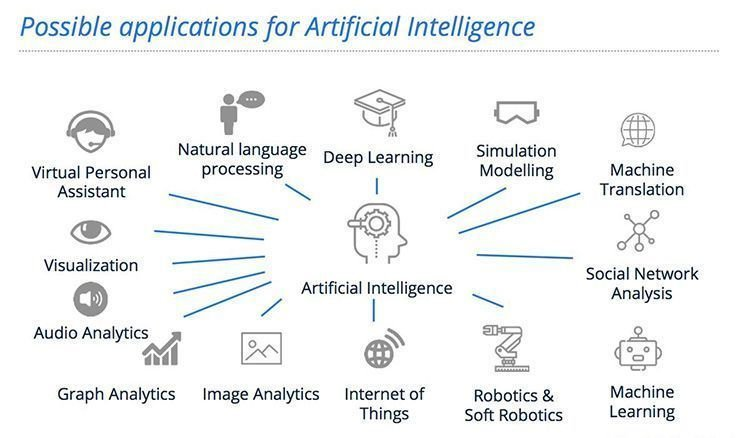 Possible applications for Artificial Intelligence
Virtual Personal
Assistant
Natural language
processing
Deep Learning
Simulation
Modelling
Machine
Translation
Visualization
Artificial Intelligence
Social Network
Analysis
Audio Analytics
Graph Analytics
Image Analytics
Internet of
Things
Robotics &
Soft Robotics
Machine
Learning